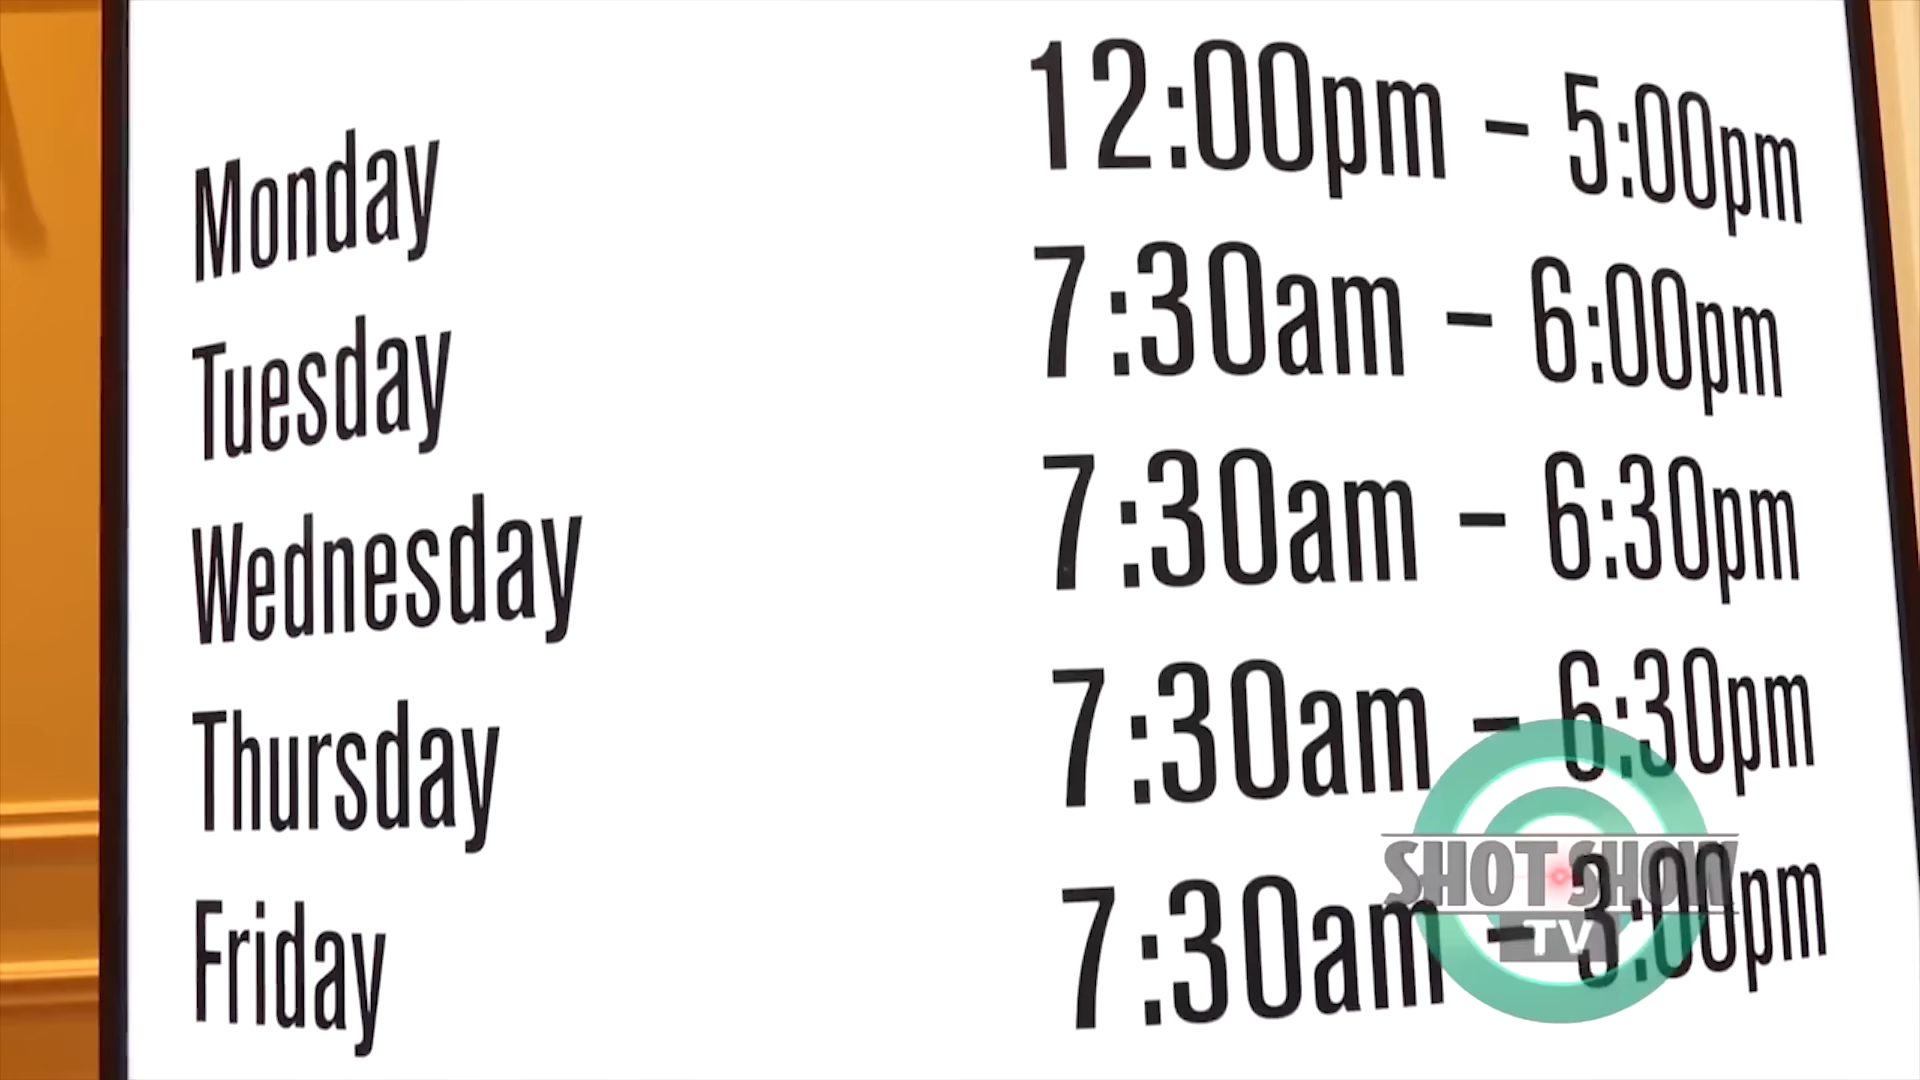 Monday 12:00pm – 5:00pm
Tuesday 7:30am – 6:00pm
Wednesday 7:30am – 6:30pm
Thursday 7:30am – 6:30pm
Friday 7:30am – 3:00pm
SHOT SHOW
TV